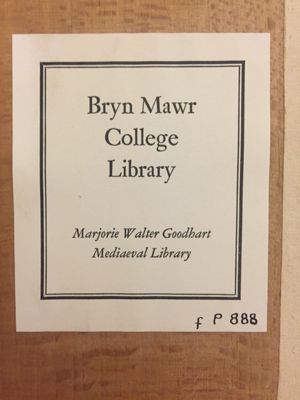 Bryn Mawr
College
Library
Marjorie Walter Goodhart
Mediaeval Library
f P 888